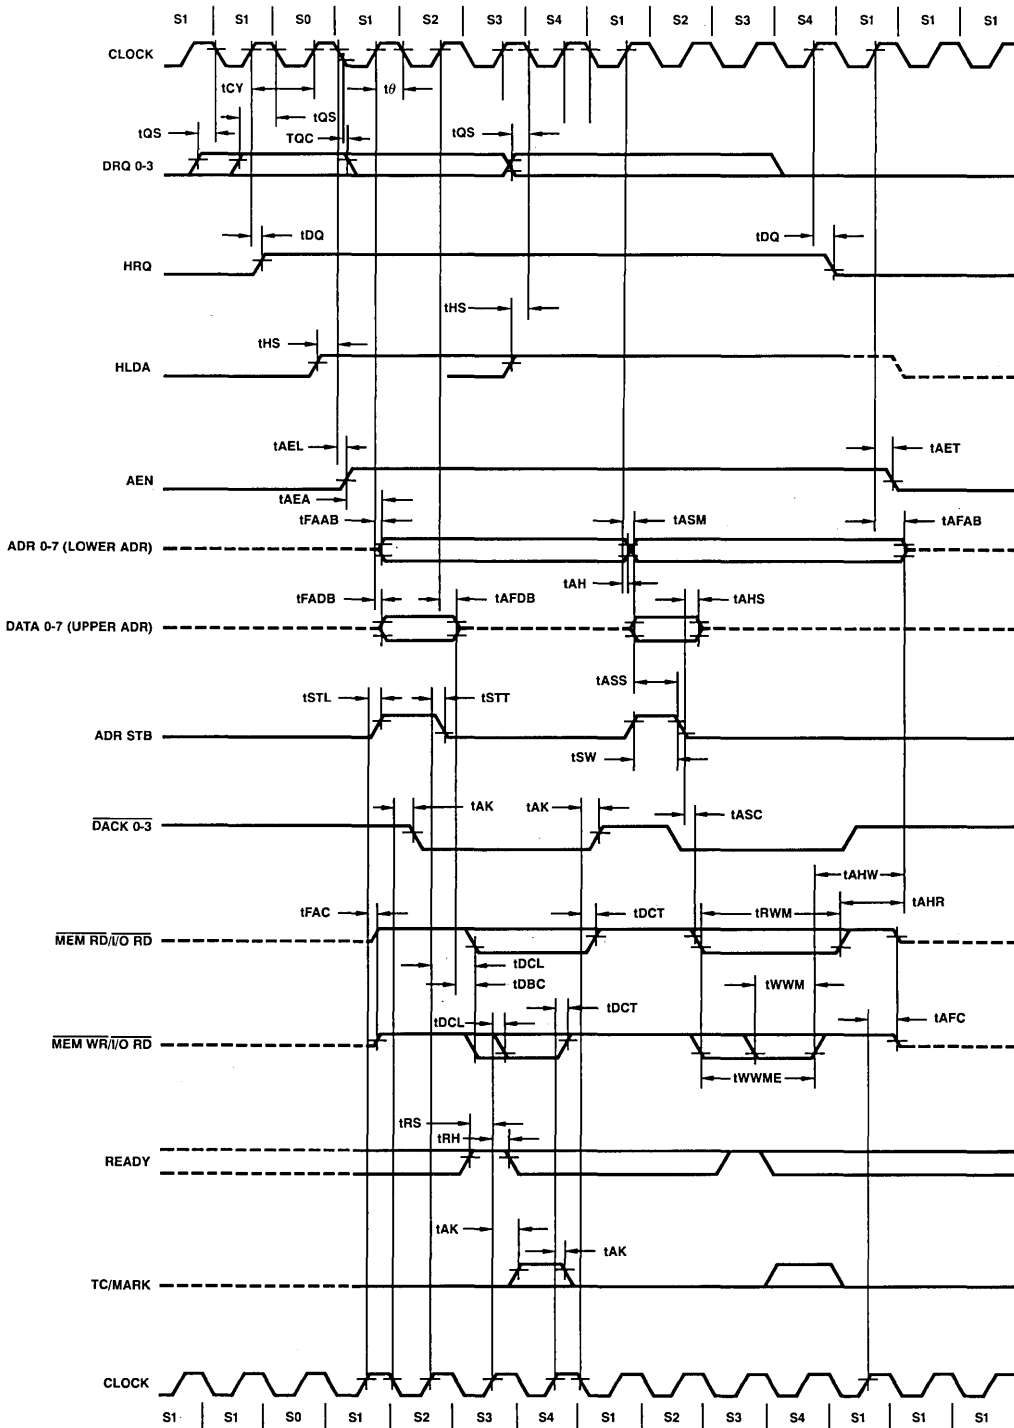 S1 S1 S0 S1 S2 S3 S4 S1 S2 S3 S4 S1 S1 S1
CLOCK
tCY tθ
tQS
tQS TQC tQS
DRQ 0-3
tDQ tDQ
HRQ
tHS
tHS
HLDA
tAEL tAET
AEN
tAEA
tFAAB tASM tAFAB
ADR 0-7 (LOWER ADR)
tAH
tFADB tAFDB tAHS
DATA 0-7 (UPPER ADR)
tASS
tSTL tSTT
ADR STB
tSW
tAK tAK tASC
DACK 0-3
tAHW
tFAC tDCT tRWM tAHR
MEM RD/I/O RD
tDCL
tDBC tWWM
tDCL tDCT tAFC
MEM WR/I/O RD
tWWME
tRS
tRH
READY
tAK
tAK
TC/MARK
CLOCK
S1 S1 S0 S1 S2 S3 S4 S1 S2 S3 S4 S1 S1 S1